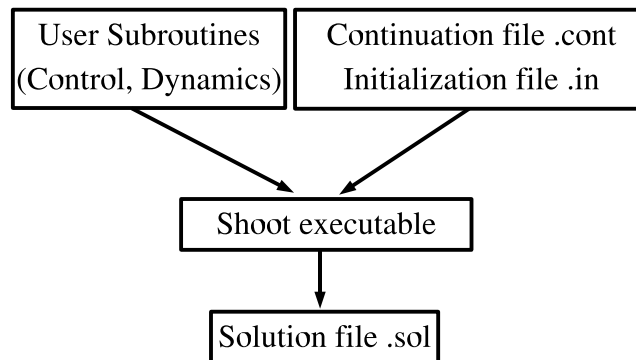 User Subroutines
(Control, Dynamics)
Continuation file .cont
Initialization file .in
Shoot executable
Solution file .sol